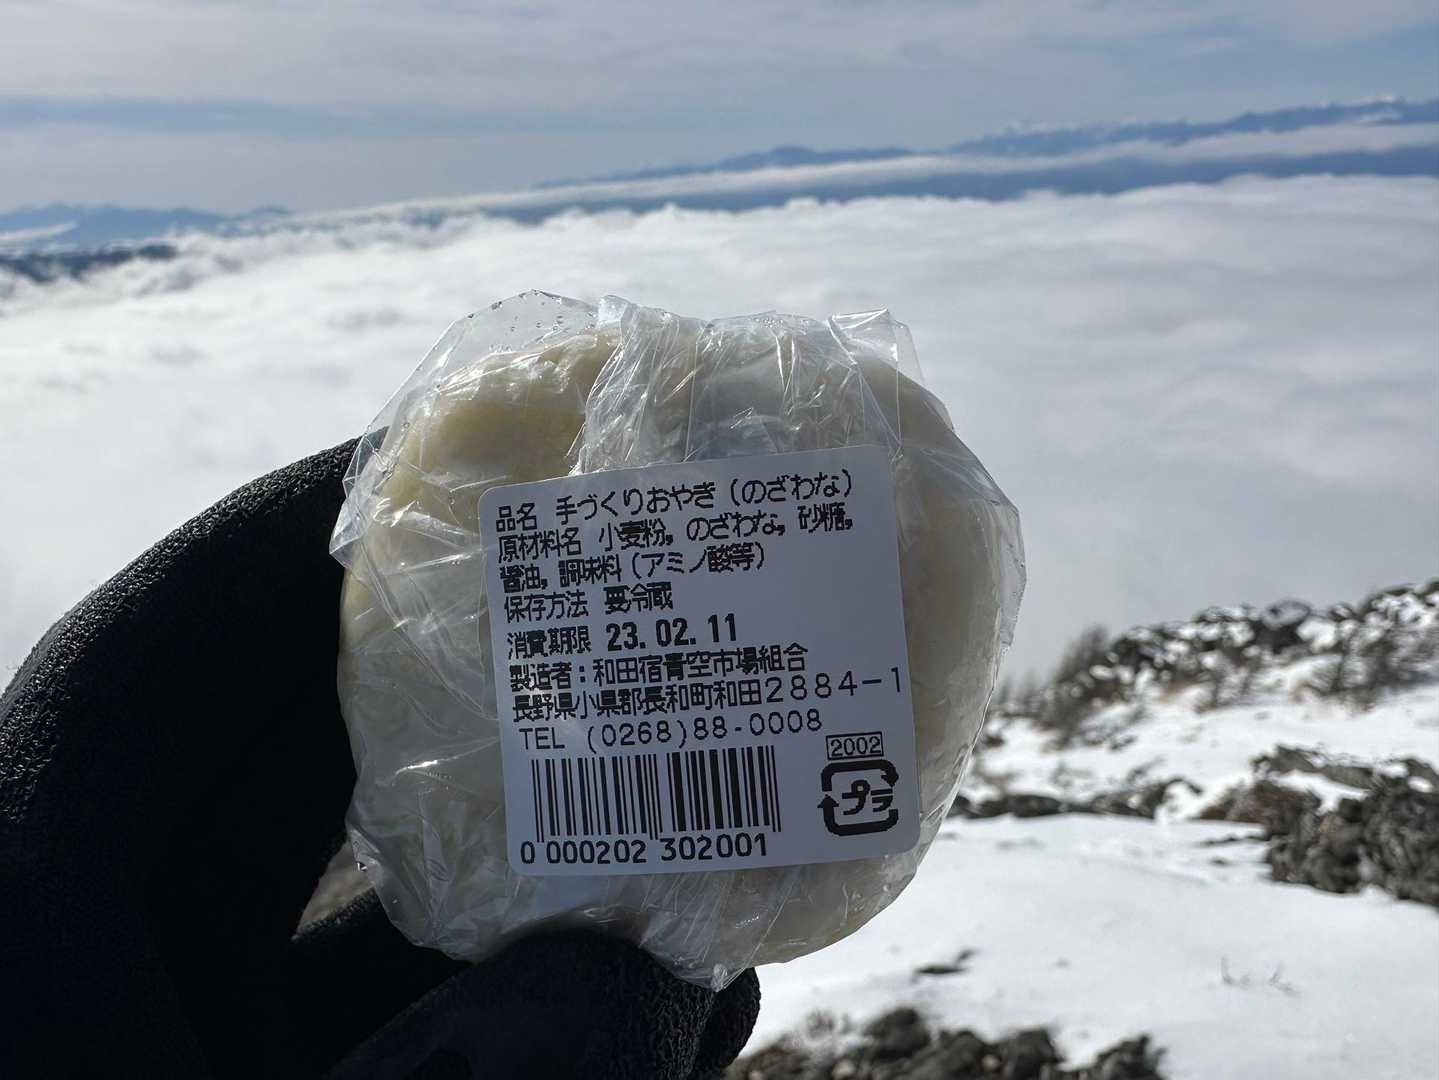 品名 手づくりおやき（のざわな）
原材料名 小麦粉，のざわな，砂糖，
醤油，調味料（アミノ酸等）
保存方法 要冷蔵
消費期限 23.02.11
製造者：和田宿青空市場組合
長野県小県郡長和町和田2884-1
TEL (0268)88-0008
2002
プラ
0 000202 302001